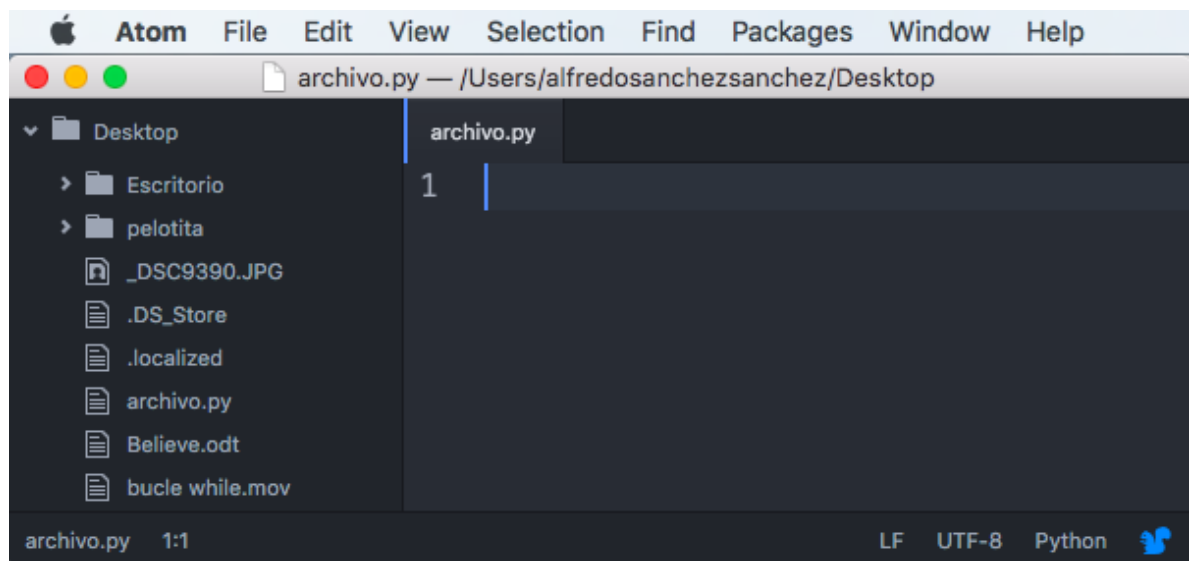 Atom File Edit View Selection Find Packages Window Help
archivo.py — /Users/alfredosanchezsanchez/Desktop
Desktop
Escritorio
pelotita
_DSC9390.JPG
.DS_Store
.localized
archivo.py
Believe.odt
bucle while.mov
archivo.py
1
archivo.py 1:1 LF UTF-8 Python